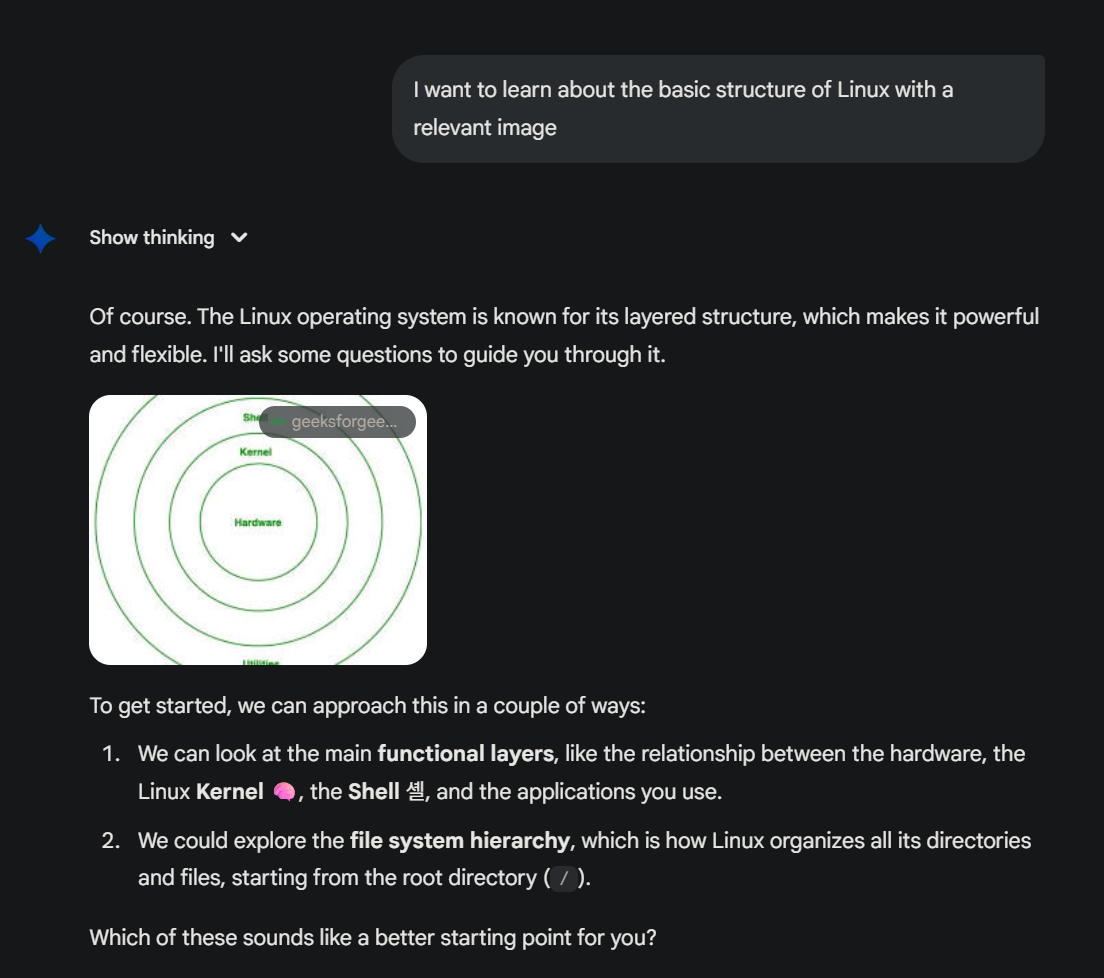 I want to learn about the basic structure of Linux with a
relevant image
Show thinking
Of course. The Linux operating system is known for its layered structure, which makes it powerful
and flexible. I'll ask some questions to guide you through it.
geeksforgee...
Kernel
Hardware
Utilities
To get started, we can approach this in a couple of ways:
1. We can look at the main functional layers, like the relationship between the hardware, the
Linux Kernel 🧠, the Shell 셸, and the applications you use.
2. We could explore the file system hierarchy, which is how Linux organizes all its directories
and files, starting from the root directory ( / ).
Which of these sounds like a better starting point for you?